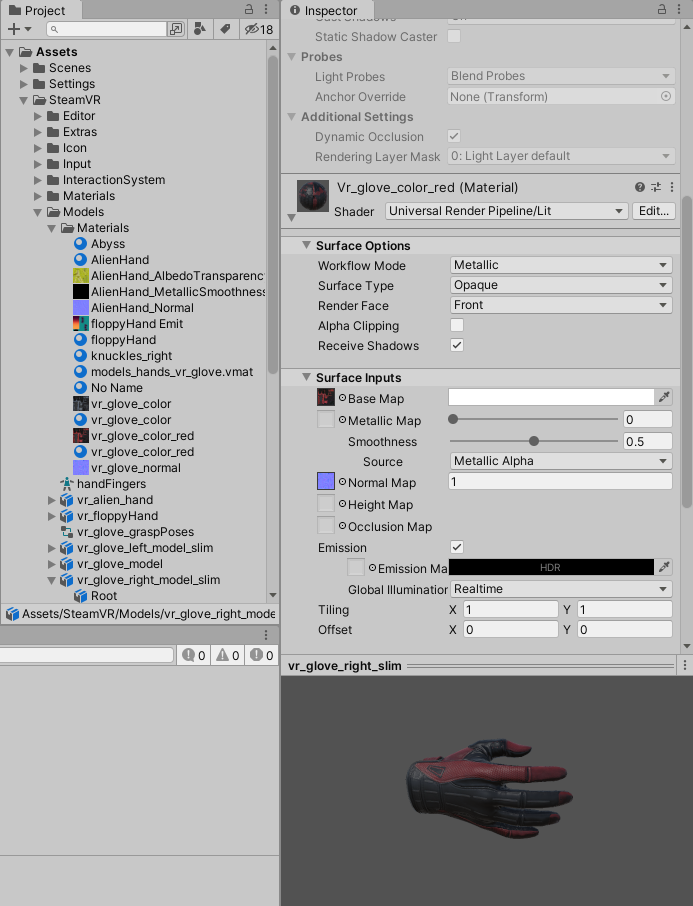 Project
18
Assets
Scenes
Settings
SteamVR
Editor
Extras
Icon
Input
InteractionSystem
Materials
Models
Materials
Abyss
AlienHand
AlienHand_AlbedoTransparenc
AlienHand_MetallicSmoothness
AlienHand_Normal
floppyHand Emit
floppyHand
knuckles_right
models_hands_vr_glove.vmat
No Name
vr_glove_color
vr_glove_color
vr_glove_color_red
vr_glove_color_red
vr_glove_normal
handFingers
vr_alien_hand
vr_floppyHand
vr_glove_graspPoses
vr_glove_left_model_slim
vr_glove_model
vr_glove_right_model_slim
Root
Assets/SteamVR/Models/vr_glove_right_mode
0 0 0
Inspector
Static Shadow Caster
Probes
Light Probes Blend Probes
Anchor Override None (Transform)
Additional Settings
Dynamic Occlusion
Rendering Layer Mask 0: Light Layer default
Vr_glove_color_red (Material)
Shader Universal Render Pipeline/Lit Edit...
Surface Options
Workflow Mode Metallic
Surface Type Opaque
Render Face Front
Alpha Clipping
Receive Shadows
Surface Inputs
Base Map
Metallic Map 0
Smoothness 0.5
Source Metallic Alpha
Normal Map 1
Height Map
Occlusion Map
Emission
Emission Ma HDR
Global Illumination Realtime
Tiling X 1 Y 1
Offset X 0 Y 0
vr_glove_right_slim